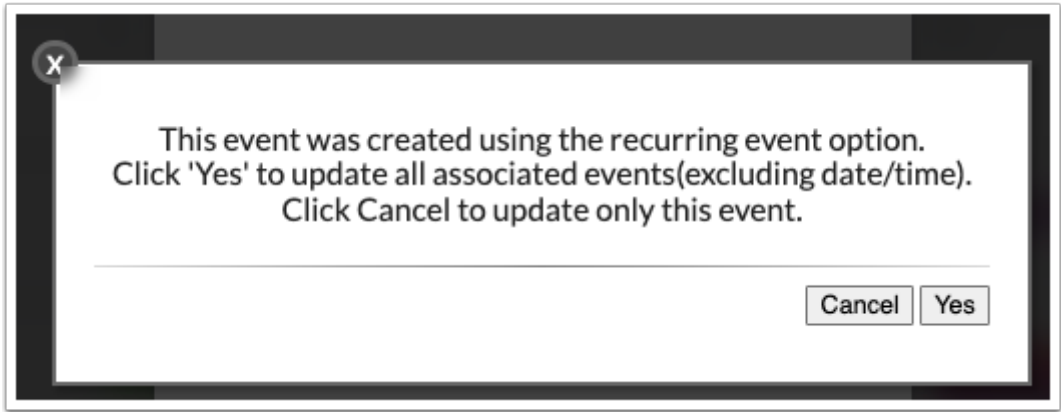 X
This event was created using the recurring event option.
Click 'Yes' to update all associated events(excluding date/time).
Click Cancel to update only this event.
Cancel Yes